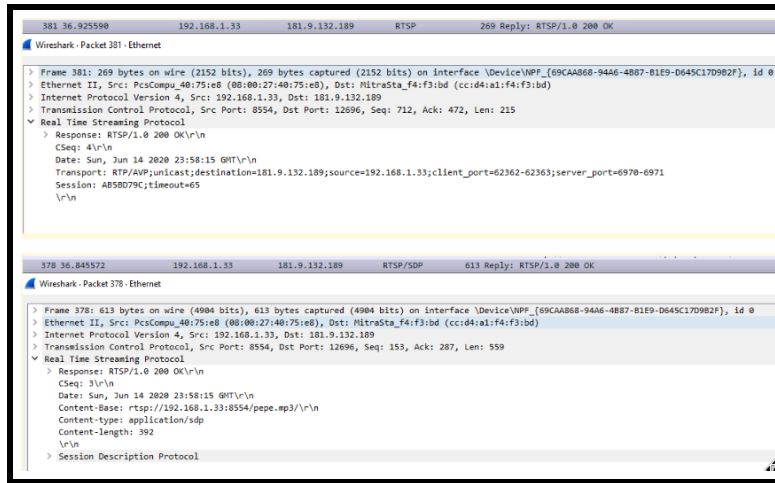 381 36.925590 192.168.1.33 181.9.132.189 RTSP 269 Reply: RTSP/1.0 200 OK
Wireshark · Packet 381 · Ethernet
> Frame 381: 269 bytes on wire (2152 bits), 269 bytes captured (2152 bits) on interface \Device\NPF_{69CAA868-94A6-4B87-B1E9-D645C17D9B2F}, id 0
> Ethernet II, Src: PcsCompu_40:75:e8 (08:00:27:40:75:e8), Dst: MitraSta_f4:f3:bd (cc:d4:a1:f4:f3:bd)
> Internet Protocol Version 4, Src: 192.168.1.33, Dst: 181.9.132.189
> Transmission Control Protocol, Src Port: 8554, Dst Port: 12696, Seq: 712, Ack: 472, Len: 215
Real Time Streaming Protocol
> Response: RTSP/1.0 200 OK\r\n
CSeq: 4\r\n
Date: Sun, Jun 14 2020 23:58:15 GMT\r\n
Transport: RTP/AVP;unicast;destination=181.9.132.189;source=192.168.1.33;client_port=62362-62363;server_port=6970-6971
Session: AB5BD79C;timeout=65
\r\n
378 36.845572 192.168.1.33 181.9.132.189 RTSP/SDP 613 Reply: RTSP/1.0 200 OK
Wireshark · Packet 378 · Ethernet
> Frame 378: 613 bytes on wire (4904 bits), 613 bytes captured (4904 bits) on interface \Device\NPF_{69CAA868-94A6-4B87-B1E9-D645C17D9B2F}, id 0
> Ethernet II, Src: PcsCompu_40:75:e8 (08:00:27:40:75:e8), Dst: MitraSta_f4:f3:bd (cc:d4:a1:f4:f3:bd)
> Internet Protocol Version 4, Src: 192.168.1.33, Dst: 181.9.132.189
> Transmission Control Protocol, Src Port: 8554, Dst Port: 12696, Seq: 153, Ack: 287, Len: 559
Real Time Streaming Protocol
> Response: RTSP/1.0 200 OK\r\n
CSeq: 3\r\n
Date: Sun, Jun 14 2020 23:58:15 GMT\r\n
Content-Base: rtsp://192.168.1.33:8554/pepe.mp3/\r\n
Content-type: application/sdp
Content-length: 392
\r\n
> Session Description Protocol